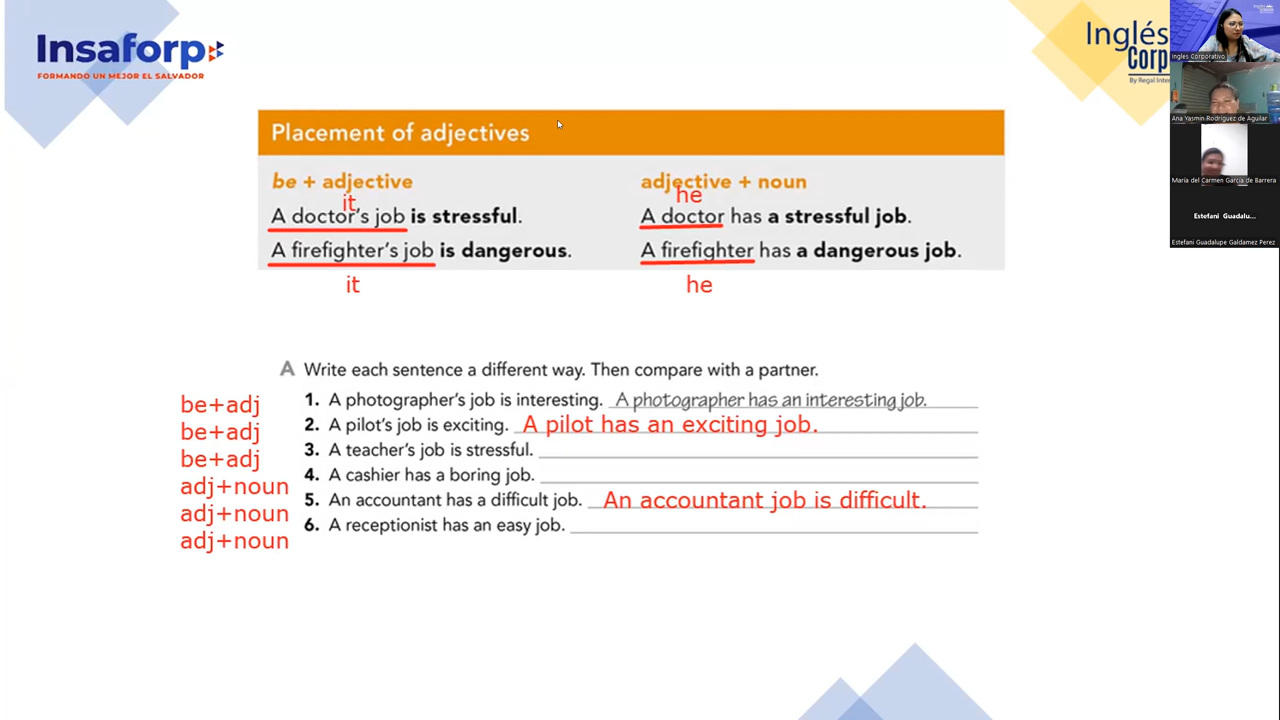 Insaforp
FORMANDO UN MEJOR EL SALVADOR
Inglés
Corp
By Regal Inter
Ingles Corporativo
Ana Yasmin Rodriguez de Aguilar
María del Carmen Garcia de Barrera
Estefani Guadalu...
Estefani Guadalupe Galdamez Perez
Placement of adjectives
be + adjective
it
A doctor's job is stressful.
A firefighter's job is dangerous.
it
adjective + noun
he
A doctor has a stressful job.
A firefighter has a dangerous job.
he
A Write each sentence a different way. Then compare with a partner.
be+adj 1. A photographer's job is interesting. A photographer has an interesting job.
be+adj 2. A pilot's job is exciting. A pilot has an exciting job.
be+adj 3. A teacher's job is stressful.
adj+noun 4. A cashier has a boring job.
adj+noun 5. An accountant has a difficult job. An accountant job is difficult.
adj+noun 6. A receptionist has an easy job.